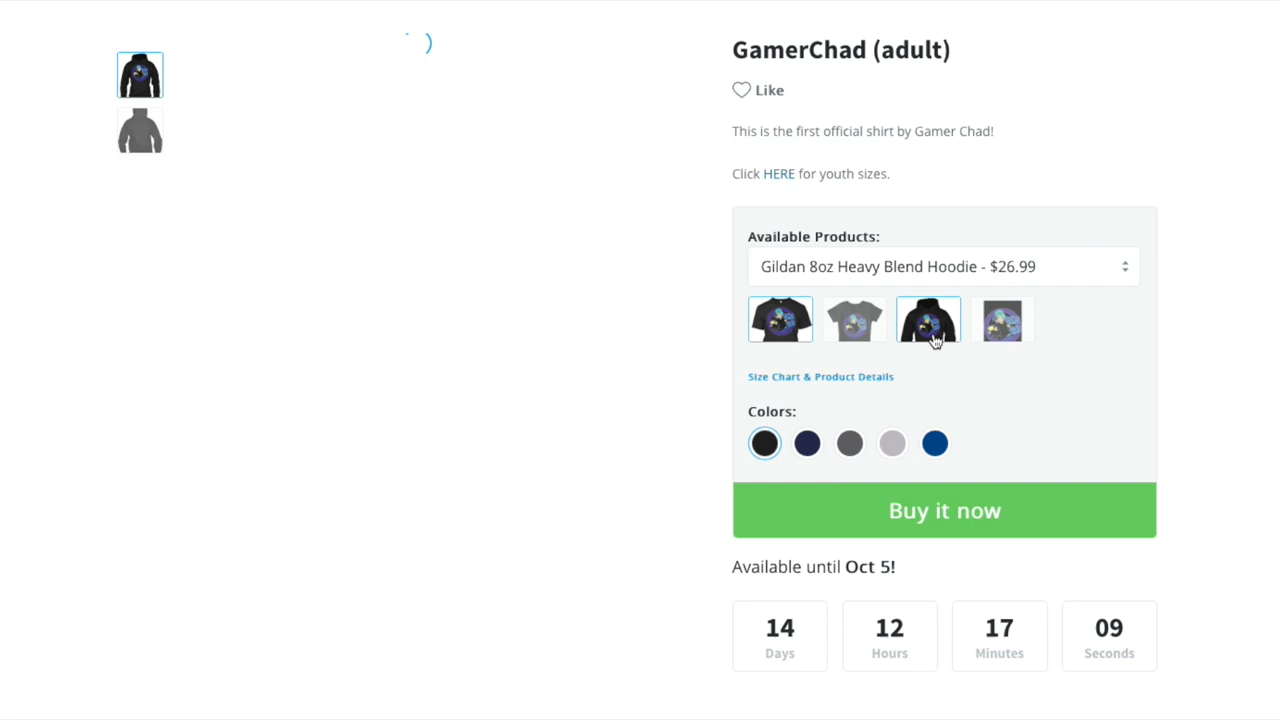 GamerChad (adult)
Like
This is the first official shirt by Gamer Chad!
Click HERE for youth sizes.
Available Products:
Gildan 8oz Heavy Blend Hoodie - $26.99
Size Chart & Product Details
Colors:
Buy it now
Available until Oct 5!
14 12 17 09
Days Hours Minutes Seconds